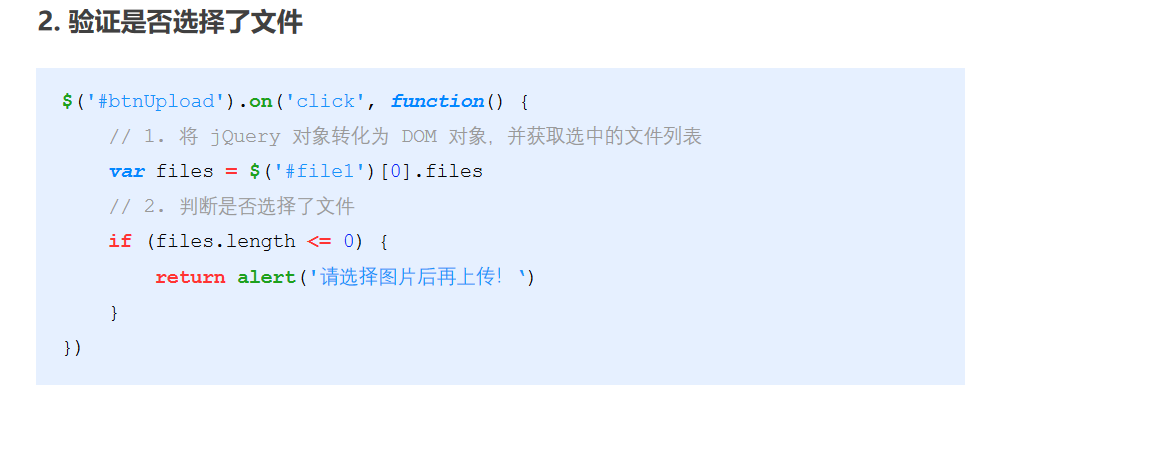 2. 验证是否选择了文件
$('#btnUpload').on('click', function() {
    // 1. 将 jQuery 对象转化为 DOM 对象，并获取选中的文件列表
    var files = $('#file1')[0].files
    // 2. 判断是否选择了文件
    if (files.length <= 0) {
        return alert('请选择图片后再上传！‘)
    }
})